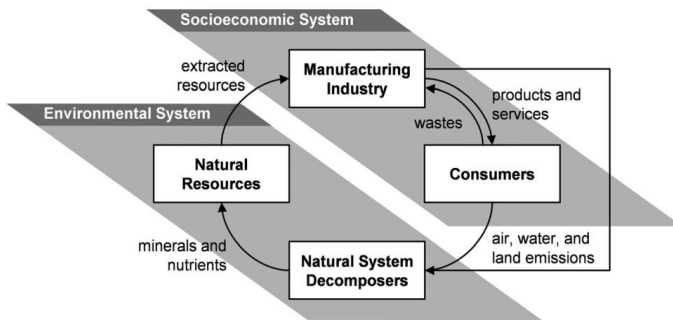 Socioeconomic System
extracted
resources
Manufacturing
Industry
products and
services
wastes
Environmental System
Natural
Resources
Consumers
minerals and
nutrients
Natural System
Decomposers
air, water, and
land emissions